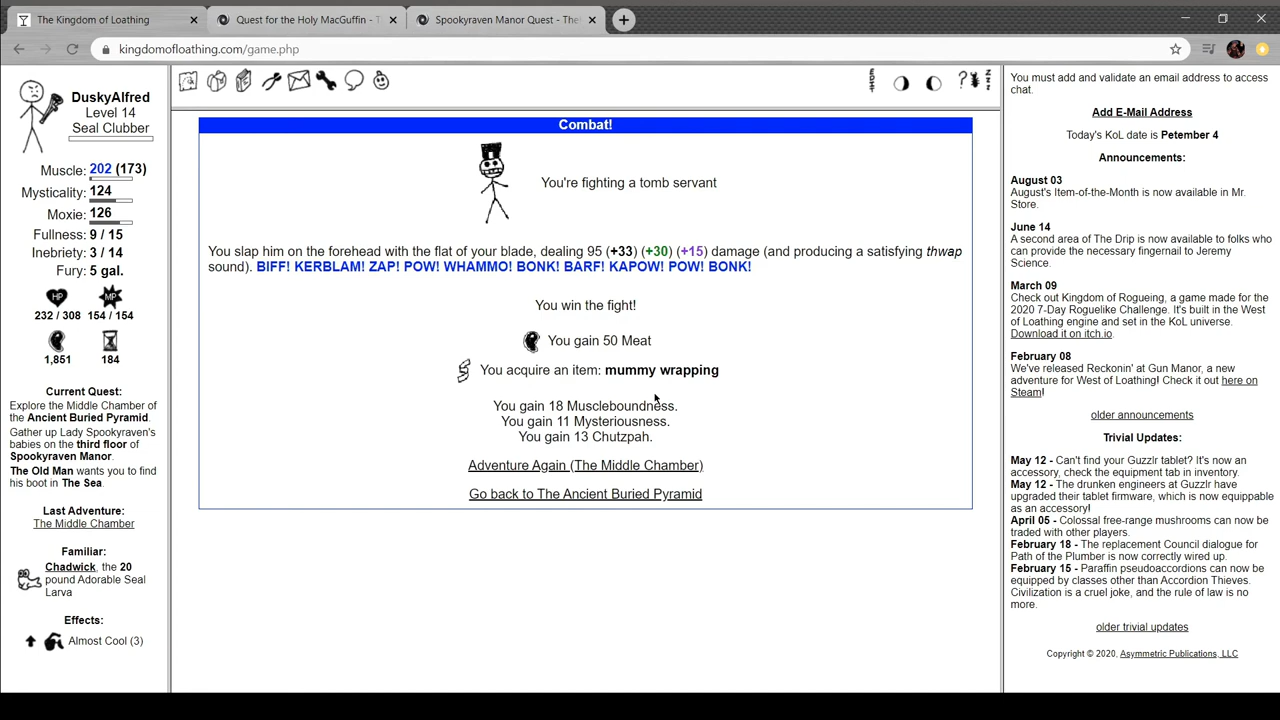 The Kingdom of Loathing
Quest for the Holy MacGuffin - T
Spookyraven Manor Quest - The
kingdomofloathing.com/game.php
DuskyAlfred
Level 14
Seal Clubber
Muscle: 202 (173)
Mysticality: 124
Moxie: 126
Fullness: 9 / 15
Inebriety: 3 / 14
Fury: 5 gal.
HP
MP
232 / 308
154 / 154
1,851
184
Current Quest:
Explore the Middle Chamber of
the Ancient Buried Pyramid.
Gather up Lady Spookyraven's
babies on the third floor of
Spookyraven Manor.
The Old Man wants you to find
his boot in The Sea.
Last Adventure:
The Middle Chamber
Familiar:
Chadwick, the 20
pound Adorable Seal
Larva
Effects:
Almost Cool (3)
Combat!
You're fighting a tomb servant
You slap him on the forehead with the flat of your blade, dealing 95 (+33) (+30) (+15) damage (and producing a satisfying thwap
sound). BIFF! KERBLAM! ZAP! POW! WHAMMO! BONK! BARF! KAPOW! POW! BONK!
You win the fight!
You gain 50 Meat
You acquire an item: mummy wrapping
You gain 18 Muscleboundness.
You gain 11 Mysteriousness.
You gain 13 Chutzpah.
Adventure Again (The Middle Chamber)
Go back to The Ancient Buried Pyramid
You must add and validate an email address to access
chat.
Add E-Mail Address
Today's KoL date is Petember 4
Announcements:
August 03
August's Item-of-the-Month is now available in Mr.
Store.
June 14
A second area of The Drip is now available to folks who
can provide the necessary fingernail to Jeremy
Science.
March 09
Check out Kingdom of Rogueing, a game made for the
2020 7-Day Roguelike Challenge. It's built in the West
of Loathing engine and set in the KoL universe.
Download it on itch.io.
February 08
We've released Reckonin' at Gun Manor, a new
adventure for West of Loathing! Check it out here on
Steam!
older announcements
Trivial Updates:
May 12 - Can't find your Guzzlr tablet? It's now an
accessory, check the equipment tab in inventory.
May 12 - The drunken engineers at Guzzlr have
upgraded their tablet firmware, which is now equippable
as an accessory!
April 05 - Colossal free-range mushrooms can now be
traded with other players.
February 18 - The replacement Council dialogue for
Path of the Plumber is now correctly wired up.
February 15 - Paraffin pseudoaccordions can now be
equipped by classes other than Accordion Thieves.
Civilization is a cruel joke, and the rule of law is no
more.
older trivial updates
Copyright © 2020, Asymmetric Publications, LLC